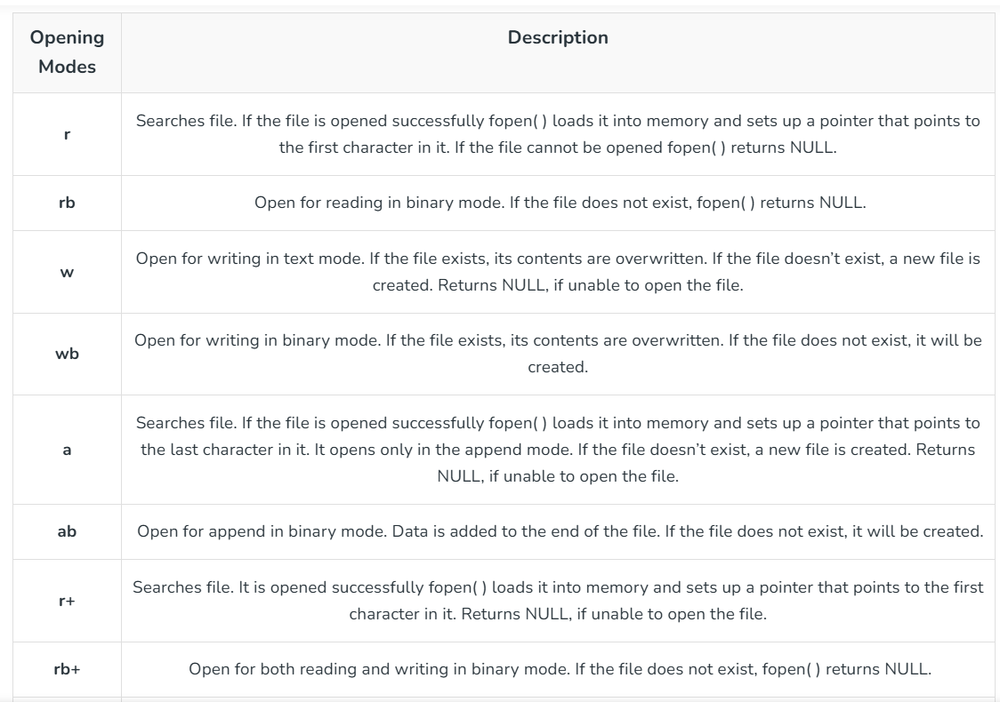 Opening
Modes
Description
r
Searches file. If the file is opened successfully fopen( ) loads it into memory and sets up a pointer that points to
the first character in it. If the file cannot be opened fopen( ) returns NULL.
rb
Open for reading in binary mode. If the file does not exist, fopen( ) returns NULL.
w
Open for writing in text mode. If the file exists, its contents are overwritten. If the file doesn’t exist, a new file is
created. Returns NULL, if unable to open the file.
wb
Open for writing in binary mode. If the file exists, its contents are overwritten. If the file does not exist, it will be
created.
a
Searches file. If the file is opened successfully fopen( ) loads it into memory and sets up a pointer that points to
the last character in it. It opens only in the append mode. If the file doesn’t exist, a new file is created. Returns
NULL, if unable to open the file.
ab
Open for append in binary mode. Data is added to the end of the file. If the file does not exist, it will be created.
r+
Searches file. It is opened successfully fopen( ) loads it into memory and sets up a pointer that points to the first
character in it. Returns NULL, if unable to open the file.
rb+
Open for both reading and writing in binary mode. If the file does not exist, fopen( ) returns NULL.